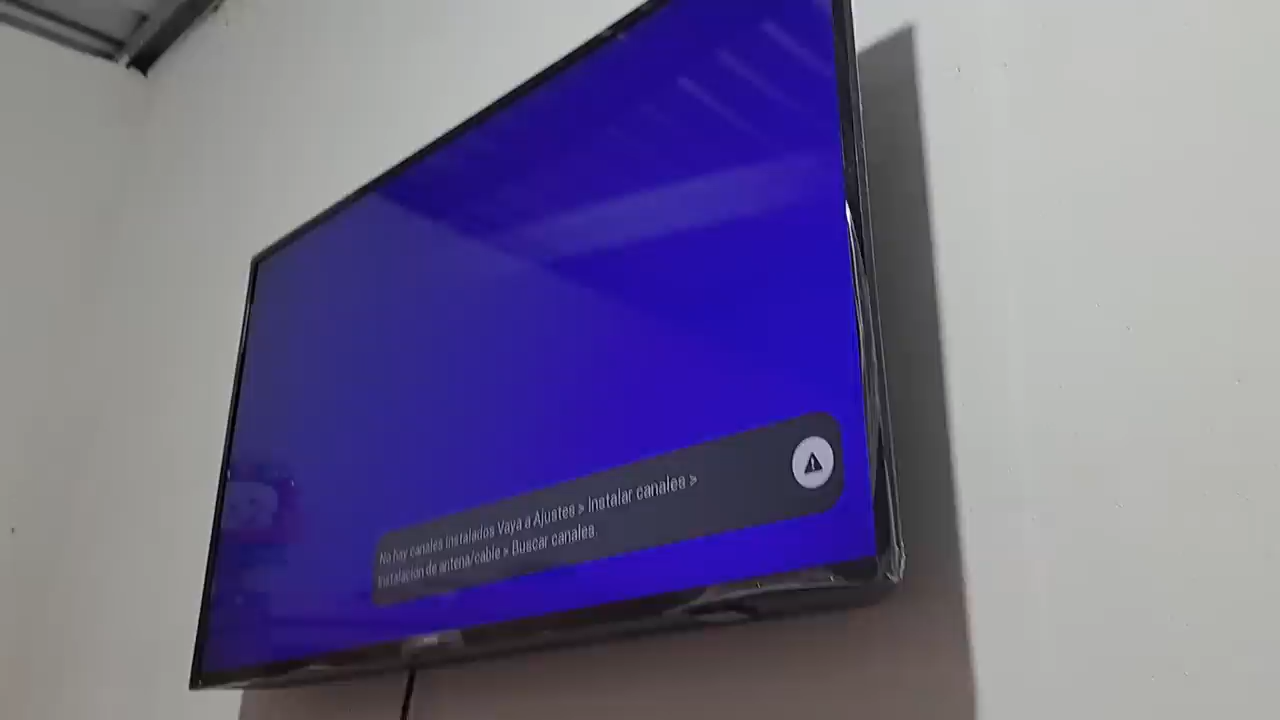 No hay canales instalados Vaya a Ajustes > Instalar canales >
Instalación de antena/cable > Buscar canales.